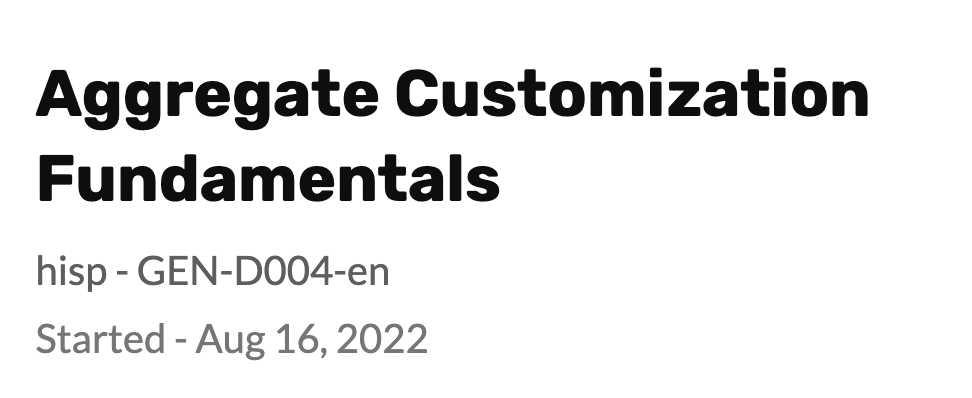 Aggregate Customization
Fundamentals
hisp - GEN-D004-en
Started - Aug 16, 2022